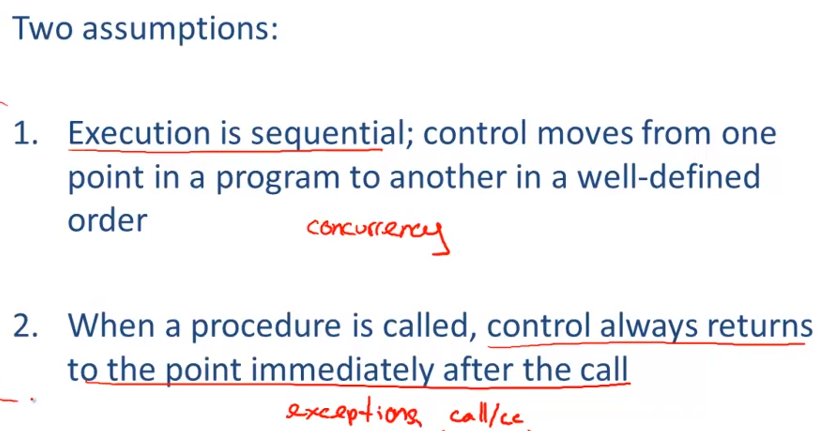 Two assumptions:
1. Execution is sequential; control moves from one
point in a program to another in a well-defined
order
concurrency
2. When a procedure is called, control always returns
to the point immediately after the call
exceptions, call/cc